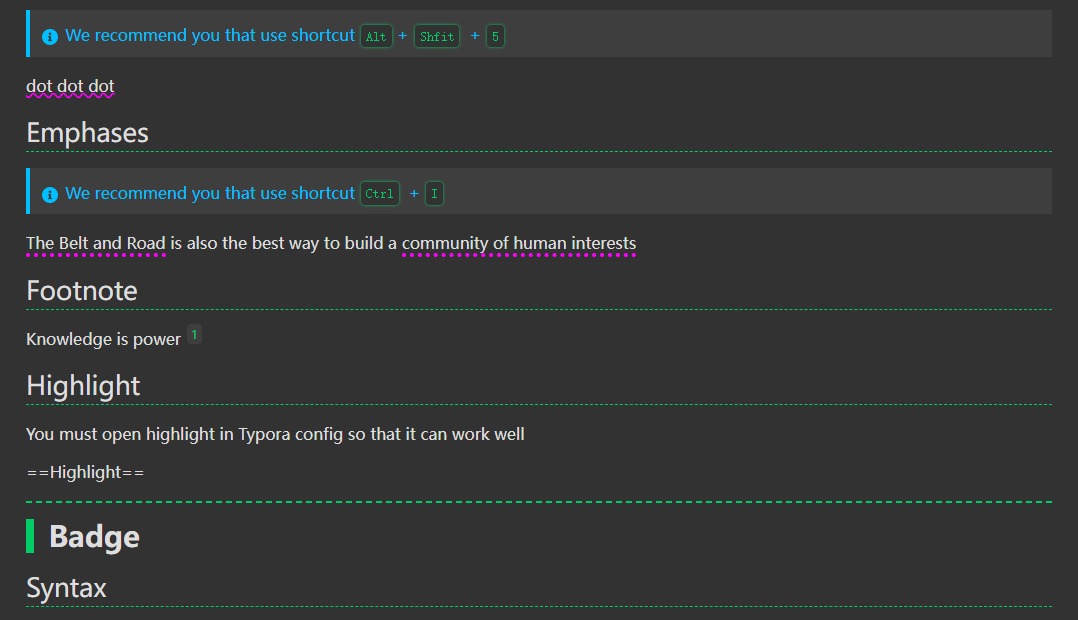 We recommend you that use shortcut Alt + Shfit + 5
dot dot dot
Emphases
We recommend you that use shortcut Ctrl + I
The Belt and Road is also the best way to build a community of human interests
Footnote
Knowledge is power 1
Highlight
You must open highlight in Typora config so that it can work well
==Highlight==
Badge
Syntax